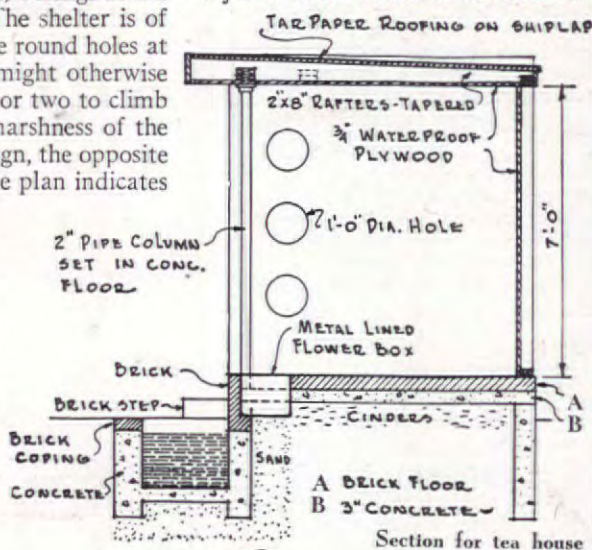 The shelter is of
e round holes at
might otherwise
or two to climb
harshness of the
ign, the opposite
e plan indicates
TAR PAPER ROOFING ON SHIPLAP
2"x8" RAFTERS-TAPERED
3/4" WATERPROOF
PLYWOOD
1'-0" DIA. HOLE
7'-0"
2" PIPE COLUMN
SET IN CONC.
FLOOR
METAL LINED
FLOWER BOX
BRICK
BRICK STEP
BRICK
COPING
CONCRETE
SAND
CINDERS
A
B
A BRICK FLOOR
B 3" CONCRETE
Section for tea house